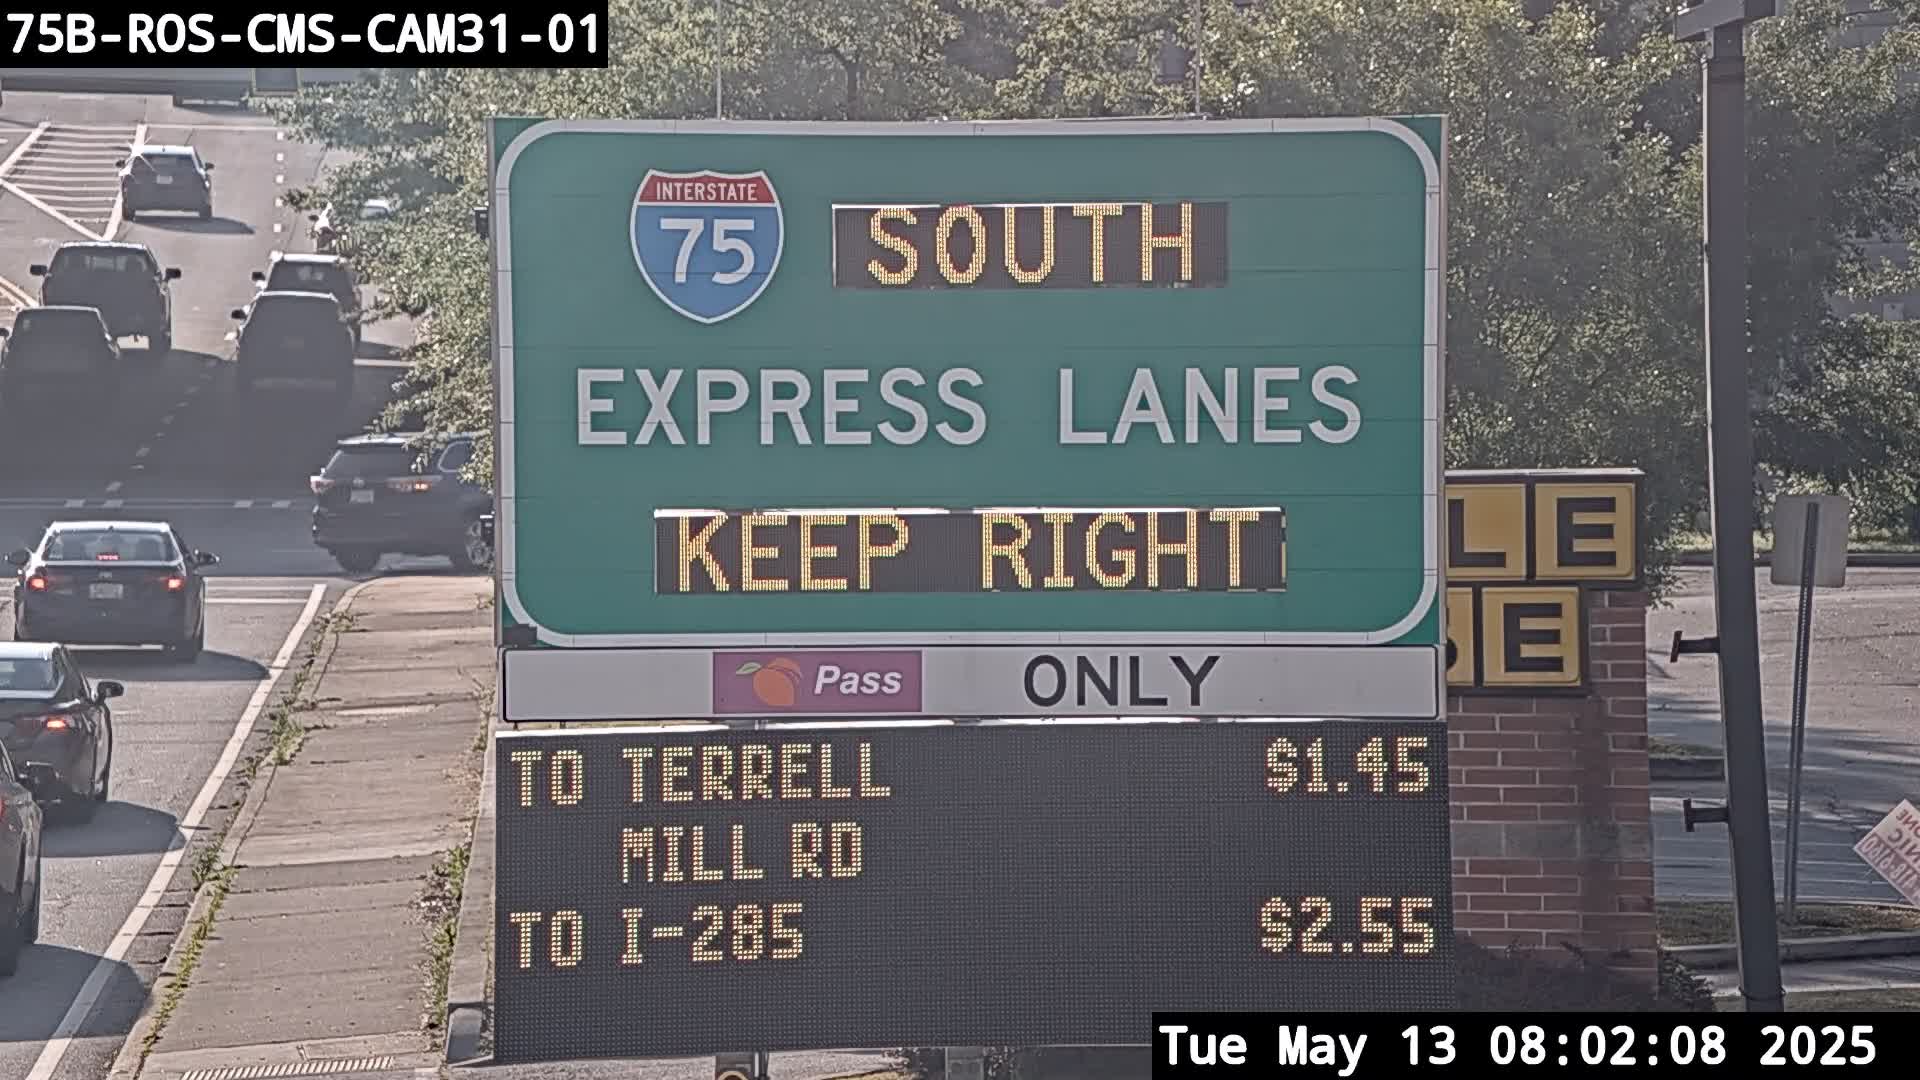 75B-ROS-CMS-CAM31-01
INTERSTATE
75
SOUTH
EXPRESS LANES
KEEP RIGHT
Pass ONLY
TO TERRELL $1.45
MILL RD
TO I-285 $2.55
LE
E
Tue May 13 08:02:08 2025